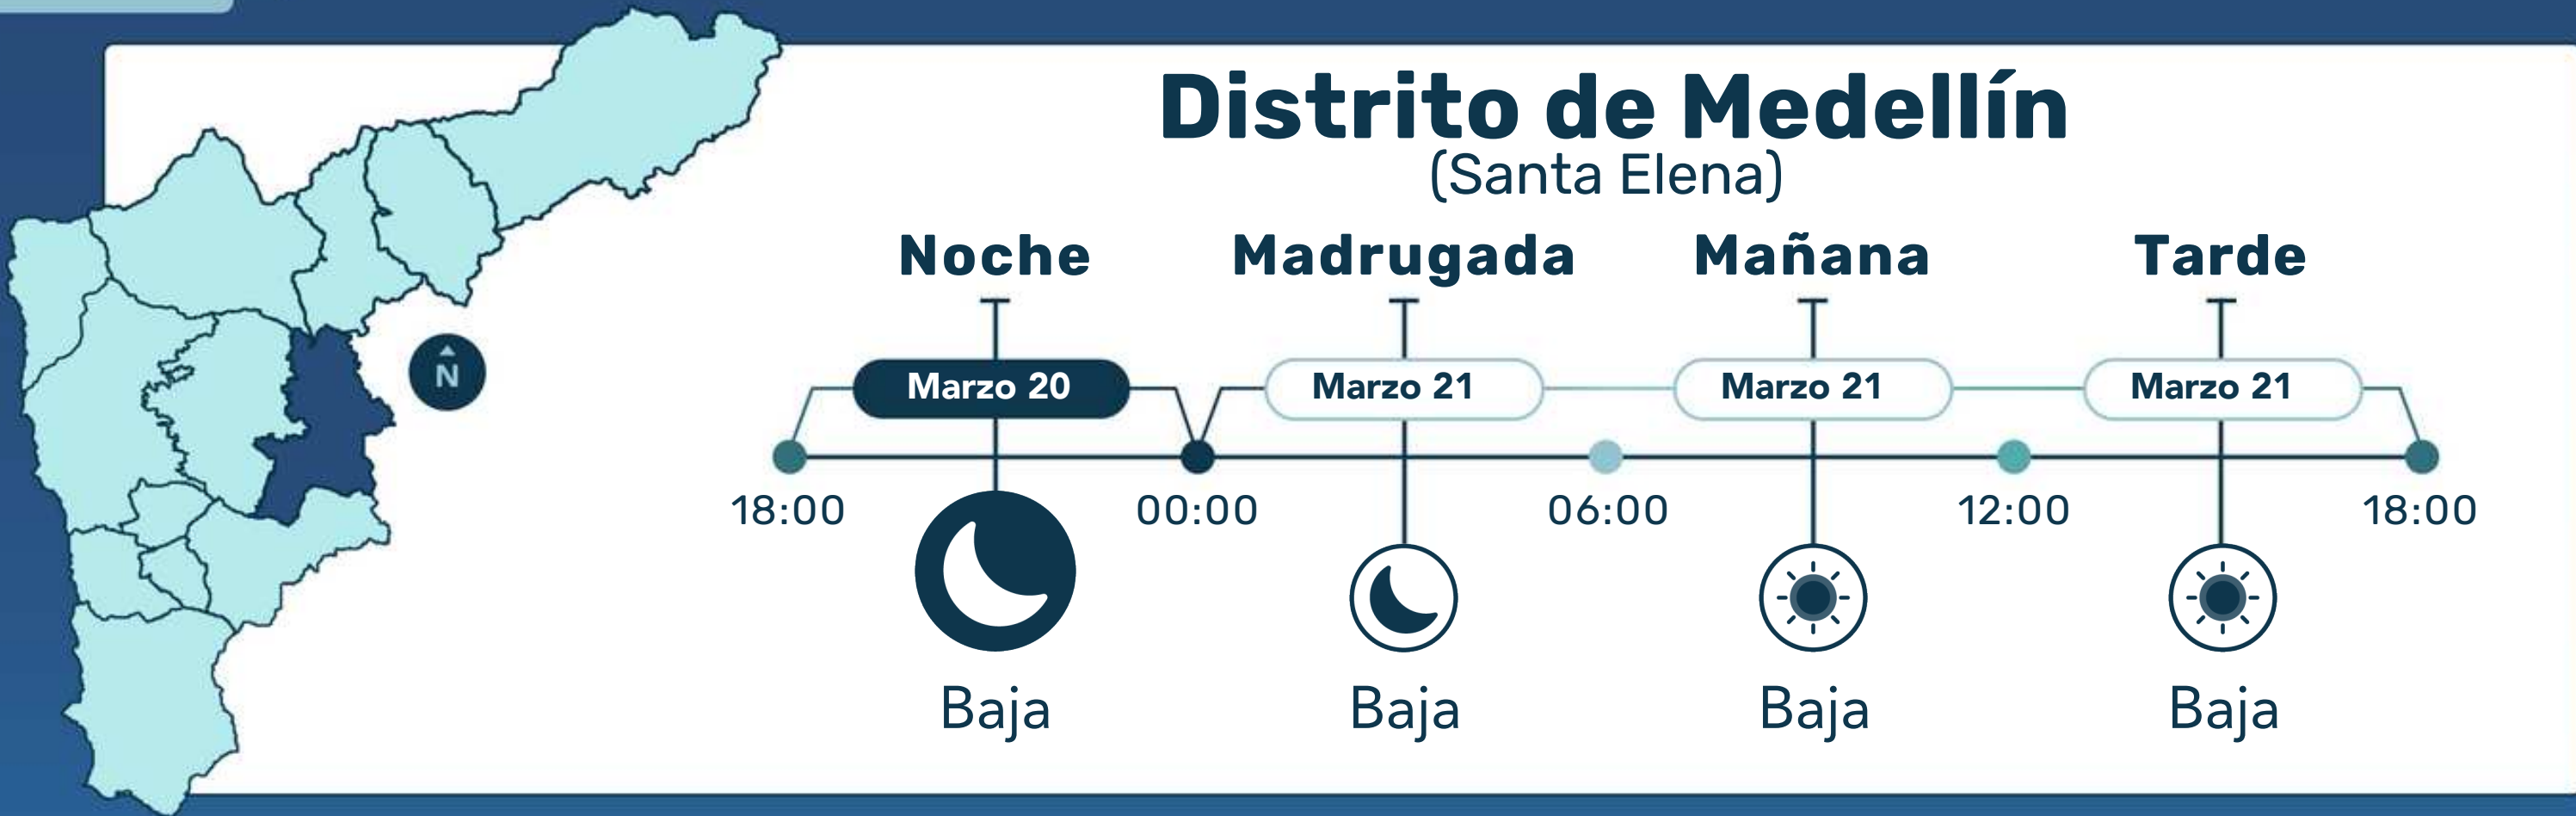 Distrito de Medellín
(Santa Elena)
Noche Madrugada Mañana Tarde
Marzo 20 Marzo 21 Marzo 21 Marzo 21
N
18:00 00:00 06:00 12:00 18:00
Baja Baja Baja Baja